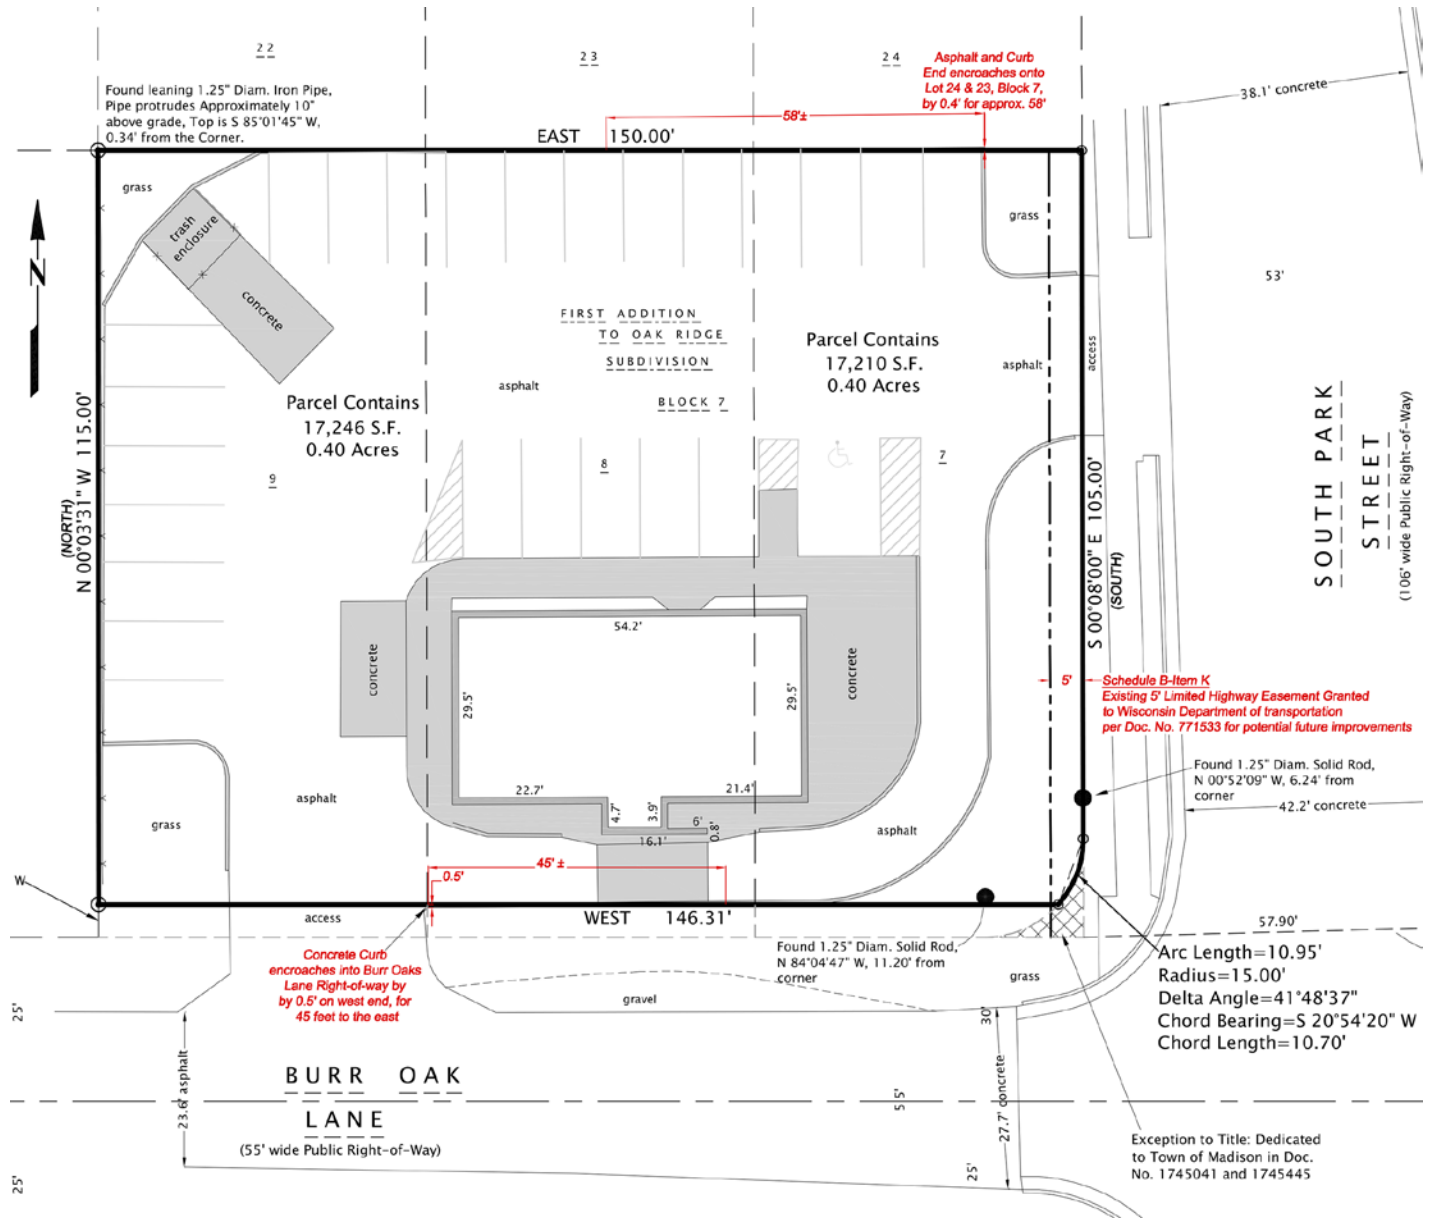 22
23
24
Asphalt and Curb
End encroaches onto
Lot 24 & 23, Block 7,
by 0.4' for approx. 58'
38.1' concrete
Found leaning 1.25" Diam. Iron Pipe,
Pipe protrudes Approximately 10"
above grade, Top is S 85°01'45" W,
0.34' from the Corner.
58'±
EAST 150.00'
grass
trash
enclosure
concrete
grass
N
53'
FIRST ADDITION
TO OAK RIDGE
SUBDIVISION
BLOCK 7
Parcel Contains
17,210 S.F.
0.40 Acres
asphalt
asphalt
access
Parcel Contains
17,246 S.F.
0.40 Acres
9
8
7
(NORTH)
N 00°03'31" W 115.00'
S 00°08'00" E 105.00'
(SOUTH)
SOUTH PARK
STREET
(106' wide Public Right-of-Way)
54.2'
29.5'
29.5'
concrete
concrete
5'
Schedule B-Item K
Existing 5' Limited Highway Easement Granted
to Wisconsin Department of transportation
per Doc. No. 771533 for potential future improvements
Found 1.25" Diam. Solid Rod,
N 00°52'09" W, 6.24' from
corner
42.2' concrete
22.7'
21.4'
4.7'
3.9'
6'
0.8'
16.1'
asphalt
grass
asphalt
45' ±
0.5'
W
access
WEST 146.31'
57.90'
Concrete Curb
encroaches into Burr Oaks
Lane Right-of-way by
by 0.5' on west end, for
45 feet to the east
Found 1.25" Diam. Solid Rod,
N 84°04'47" W, 11.20' from
corner
grass
gravel
Arc Length=10.95'
Radius=15.00'
Delta Angle=41°48'37"
Chord Bearing=S 20°54'20" W
Chord Length=10.70'
25'
30'
23.6' asphalt
BURR OAK
LANE
(55' wide Public Right-of-Way)
55'
27.7' concrete
25'
25'
Exception to Title: Dedicated
to Town of Madison in Doc.
No. 1745041 and 1745445